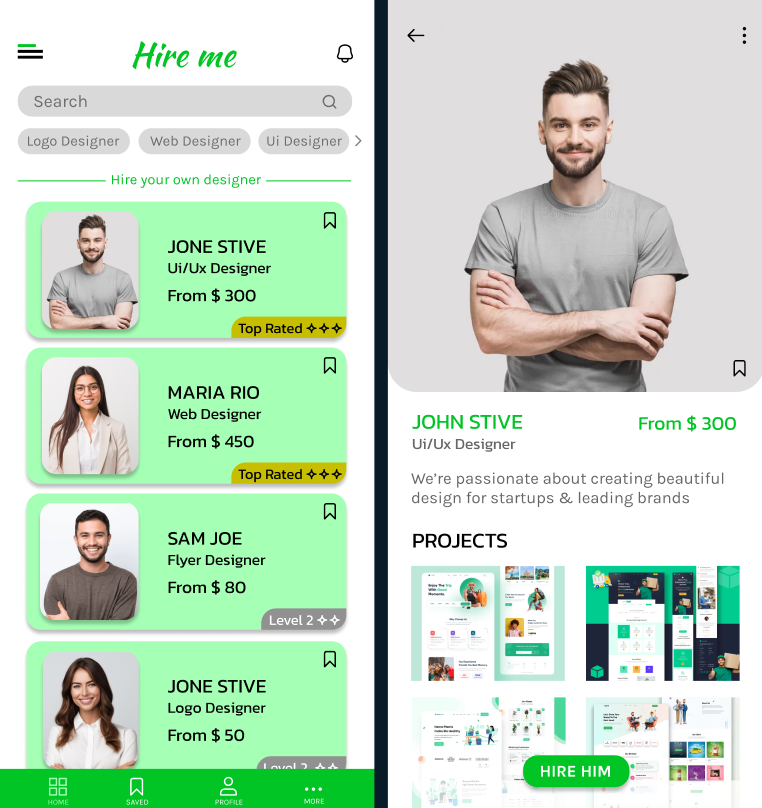 Hire me
Search
Logo Designer
Web Designer
Ui Designer
Hire your own designer
JONE STIVE
Ui/Ux Designer
From $ 300
Top Rated
MARIA RIO
Web Designer
From $ 450
Top Rated
SAM JOE
Flyer Designer
From $ 80
Level 2
JONE STIVE
Logo Designer
From $ 50
Level 2
HOME
SAVED
PROFILE
MORE
JOHN STIVE
From $ 300
Ui/Ux Designer
We’re passionate about creating beautiful
design for startups & leading brands
PROJECTS
HIRE HIM